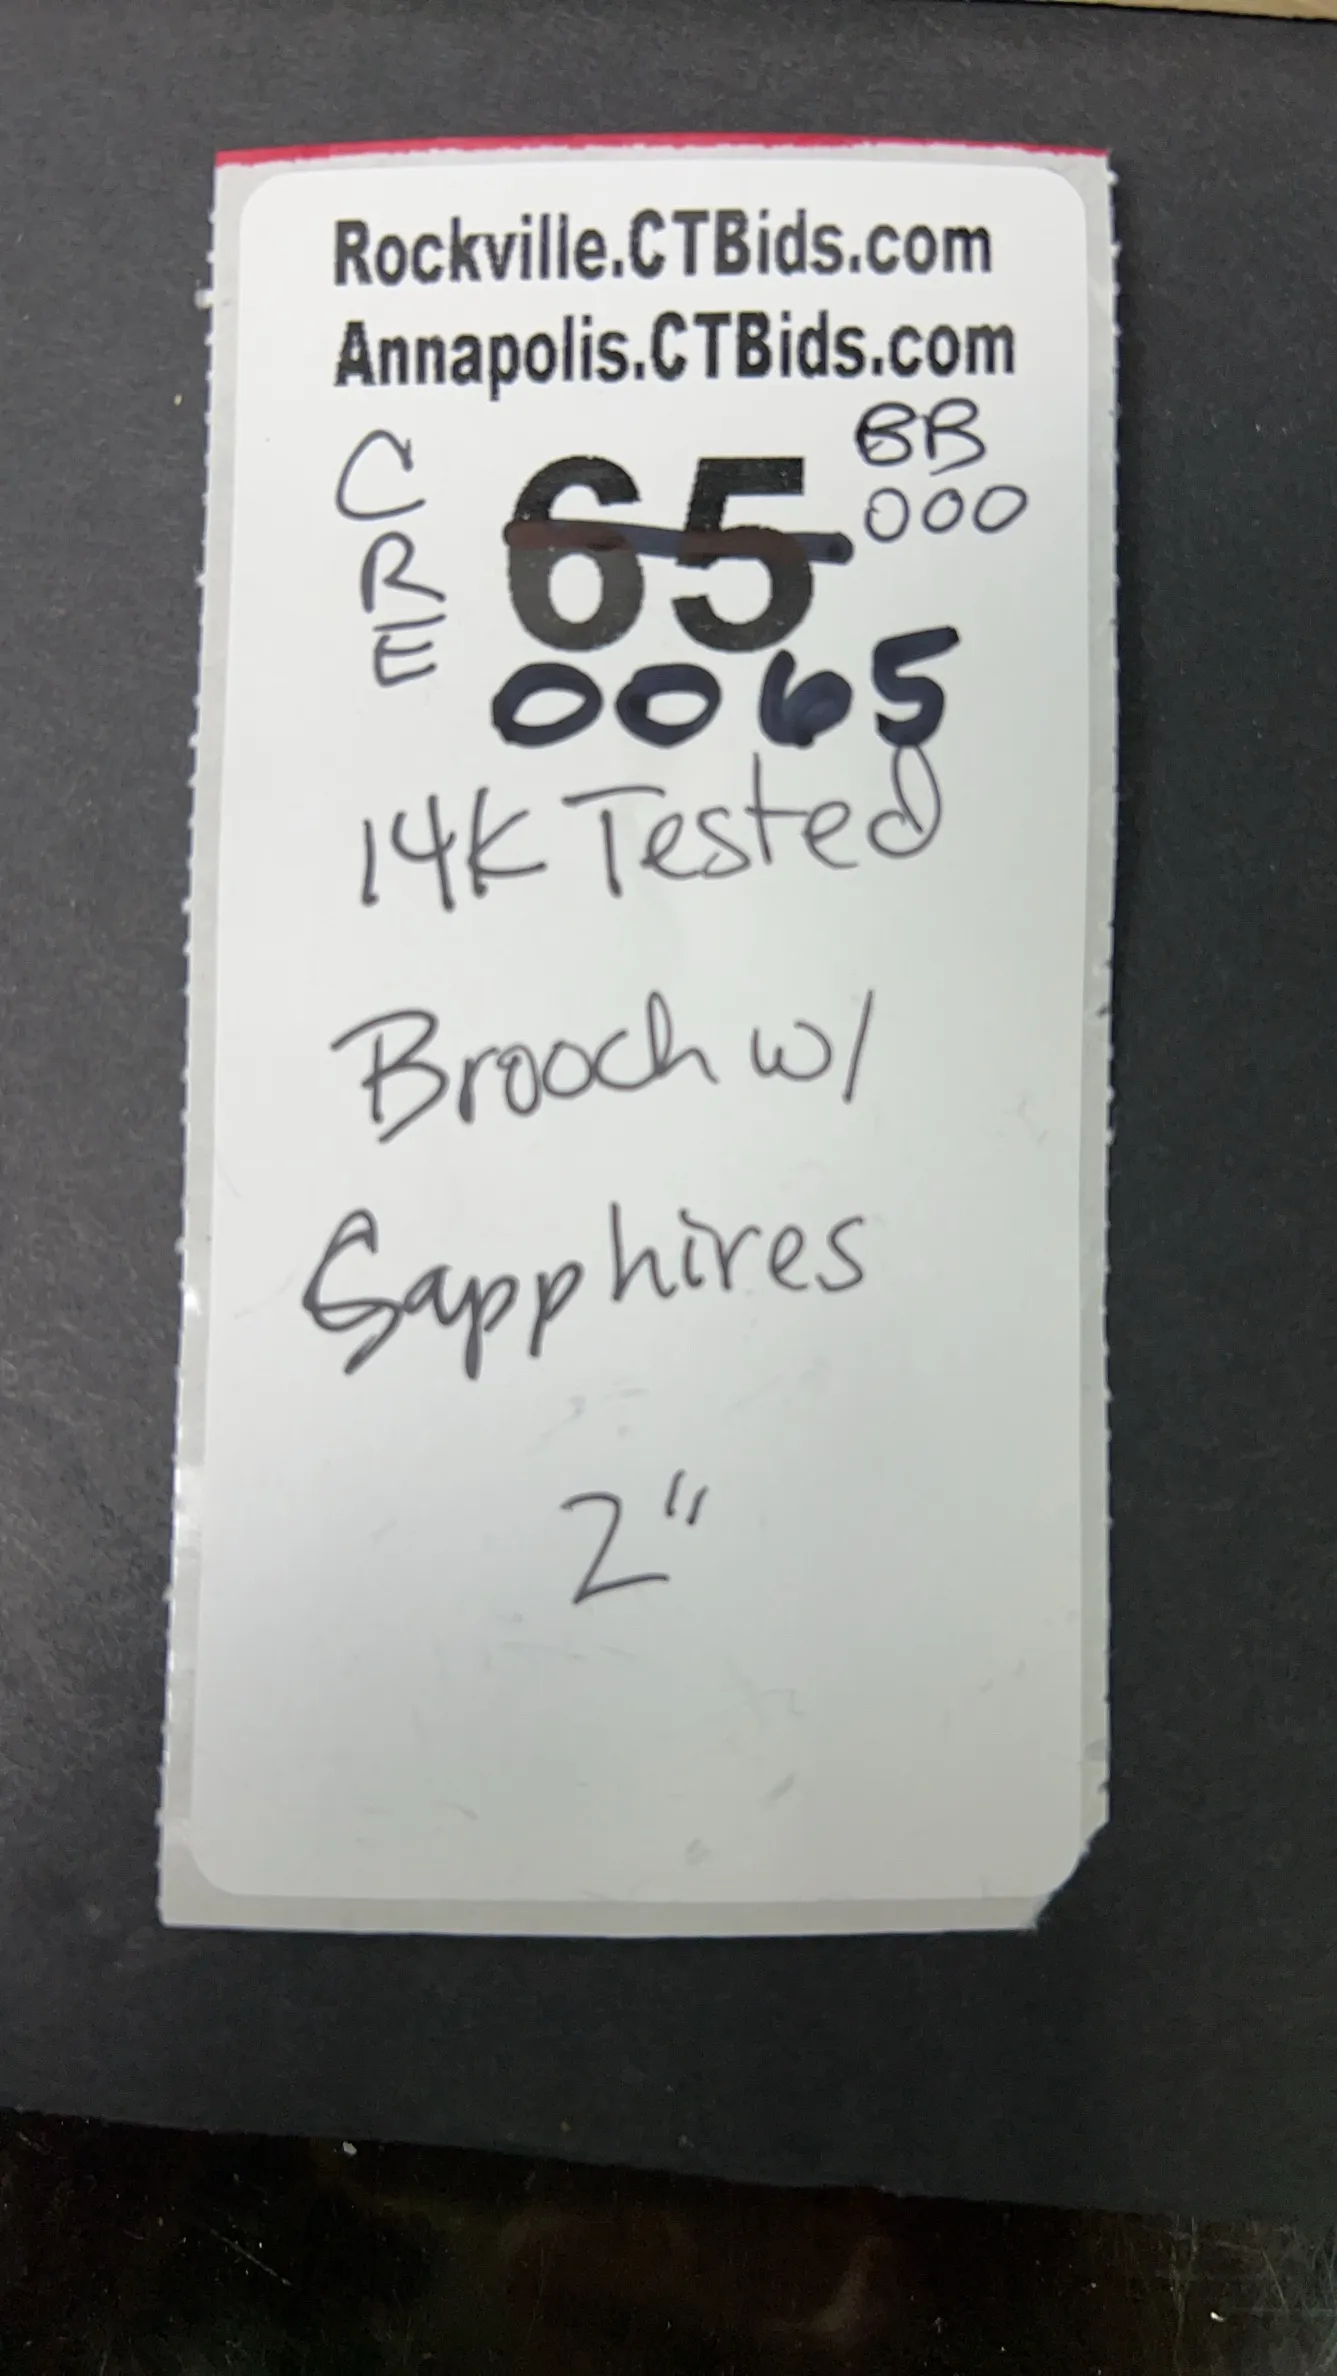 Rockville.CTBids.com
Annapolis.CTBids.com
C
R
E
65
BB
000
0065
14K Tested
Brooch w/
Sapphires
2"